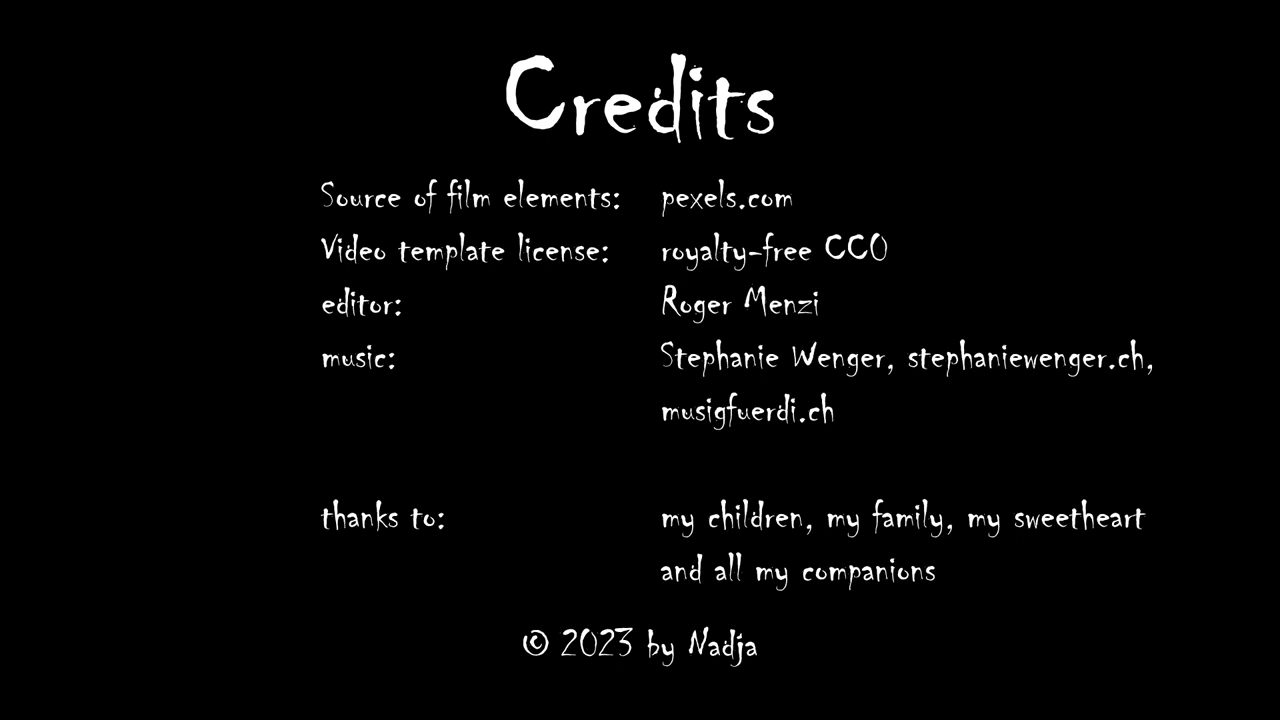 Credits
Source of film elements: pexels.com
Video template license: royalty-free CC0
editor: Roger Menzi
music: Stephanie Wenger, stephaniewenger.ch,
musigfuerdi.ch
thanks to: my children, my family, my sweetheart
and all my companions
© 2023 by Nadja